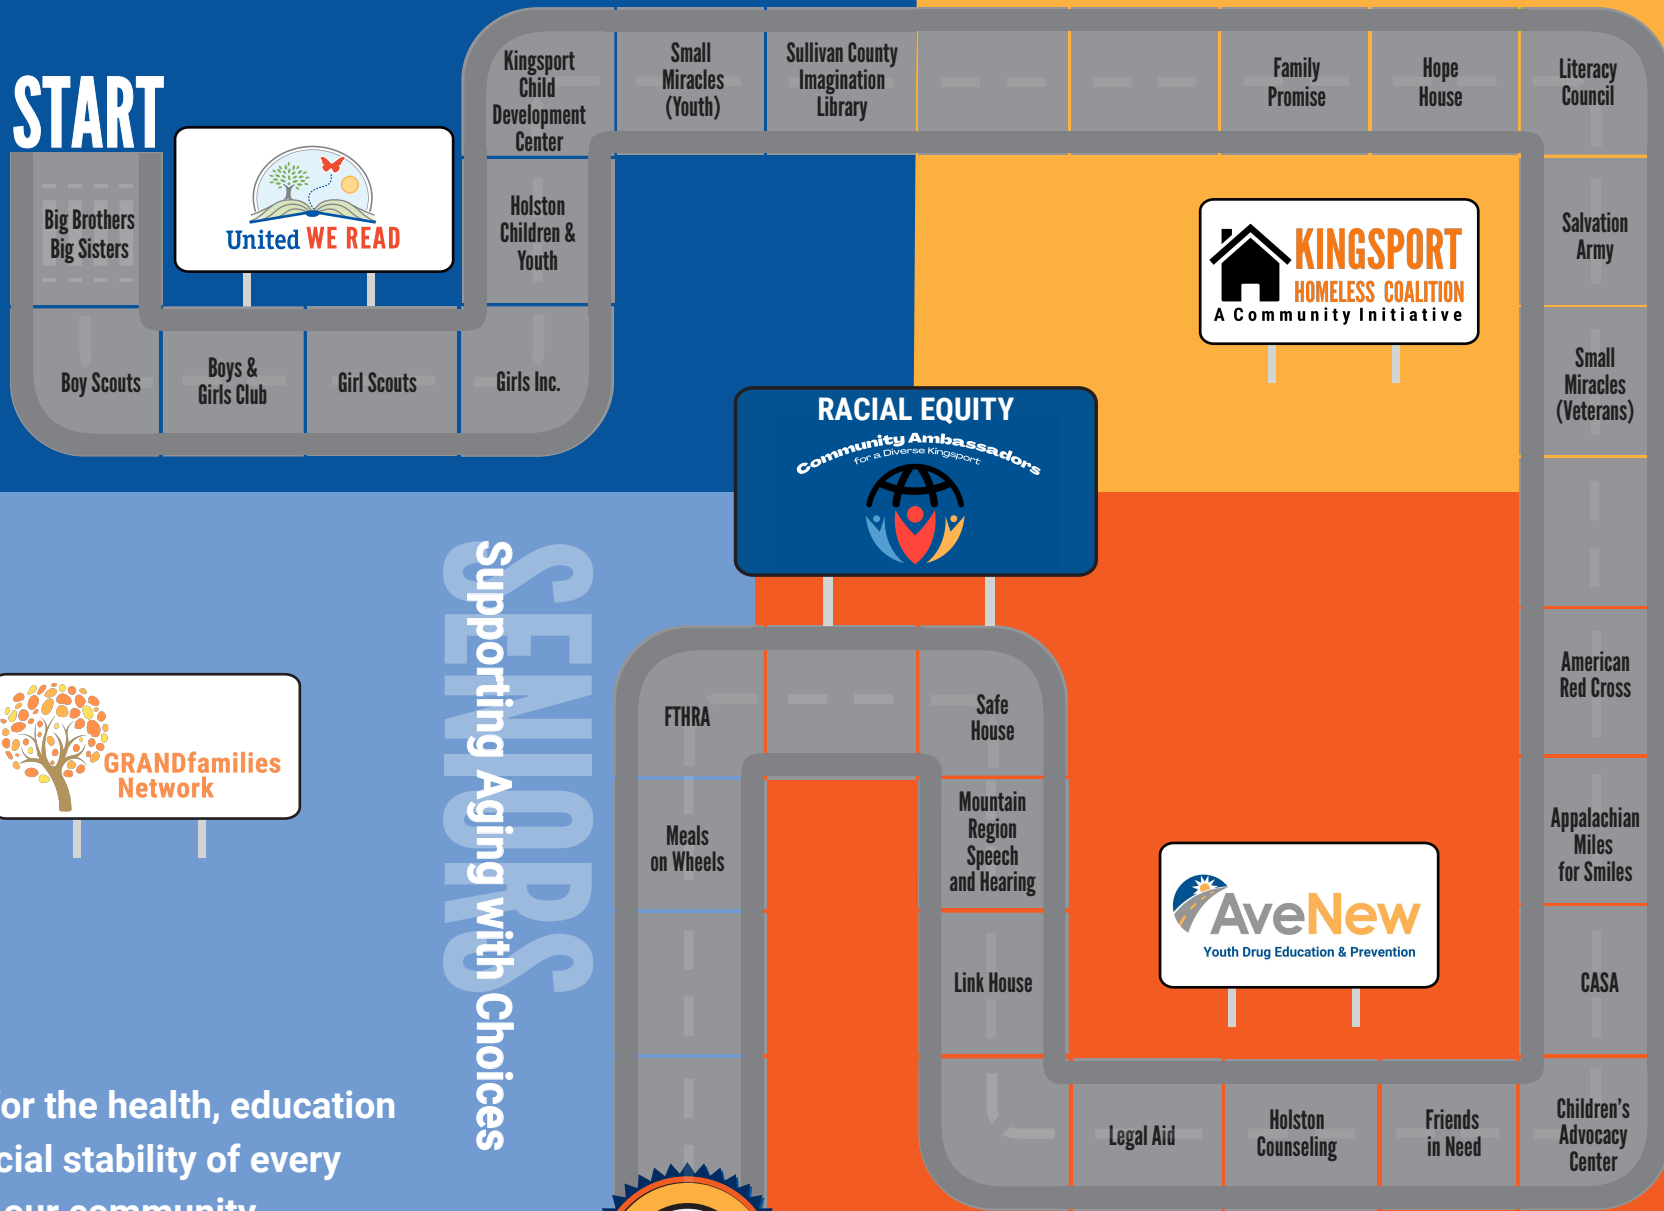 START
Big Brothers
Big Sisters
United WE READ
Boy Scouts
Boys &
Girls Club
Girl Scouts
Girls Inc.
Holston
Children &
Youth
Kingsport
Child
Development
Center
Small
Miracles
(Youth)
Sullivan County
Imagination
Library
Family
Promise
Hope
House
Literacy
Council
Salvation
Army
Small
Miracles
(Veterans)
KINGSPORT
HOMELESS COALITION
A Community Initiative
RACIAL EQUITY
Community Ambassadors
for a Diverse Kingsport
American
Red Cross
Appalachian
Miles
for Smiles
CASA
Children's
Advocacy
Center
Friends
in Need
Holston
Counseling
Legal Aid
AveNew
Youth Drug Education & Prevention
Link House
Mountain
Region
Speech
and Hearing
Safe
House
FTHRA
Meals
on Wheels
SENIORS
Supporting Aging with Choices
GRANDfamilies
Network
for the health, education
cial stability of every
our community